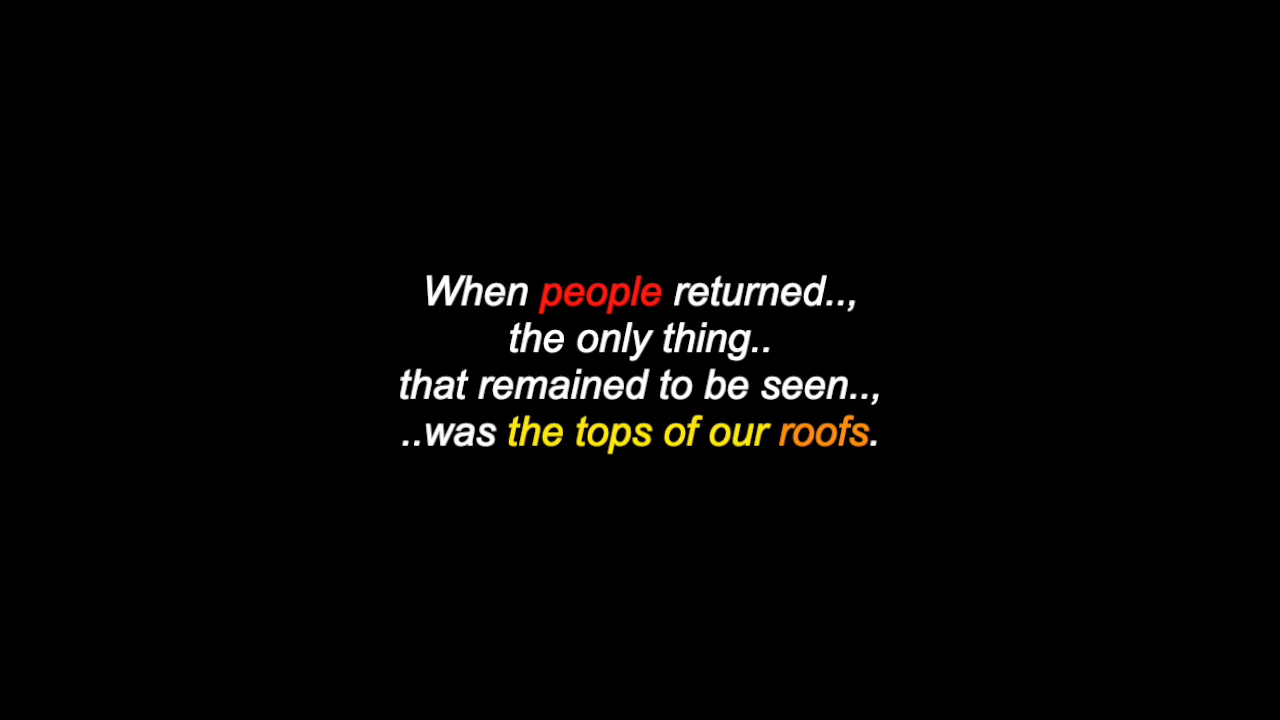 When people returned..,
the only thing..
that remained to be seen..,
..was the tops of our roofs.